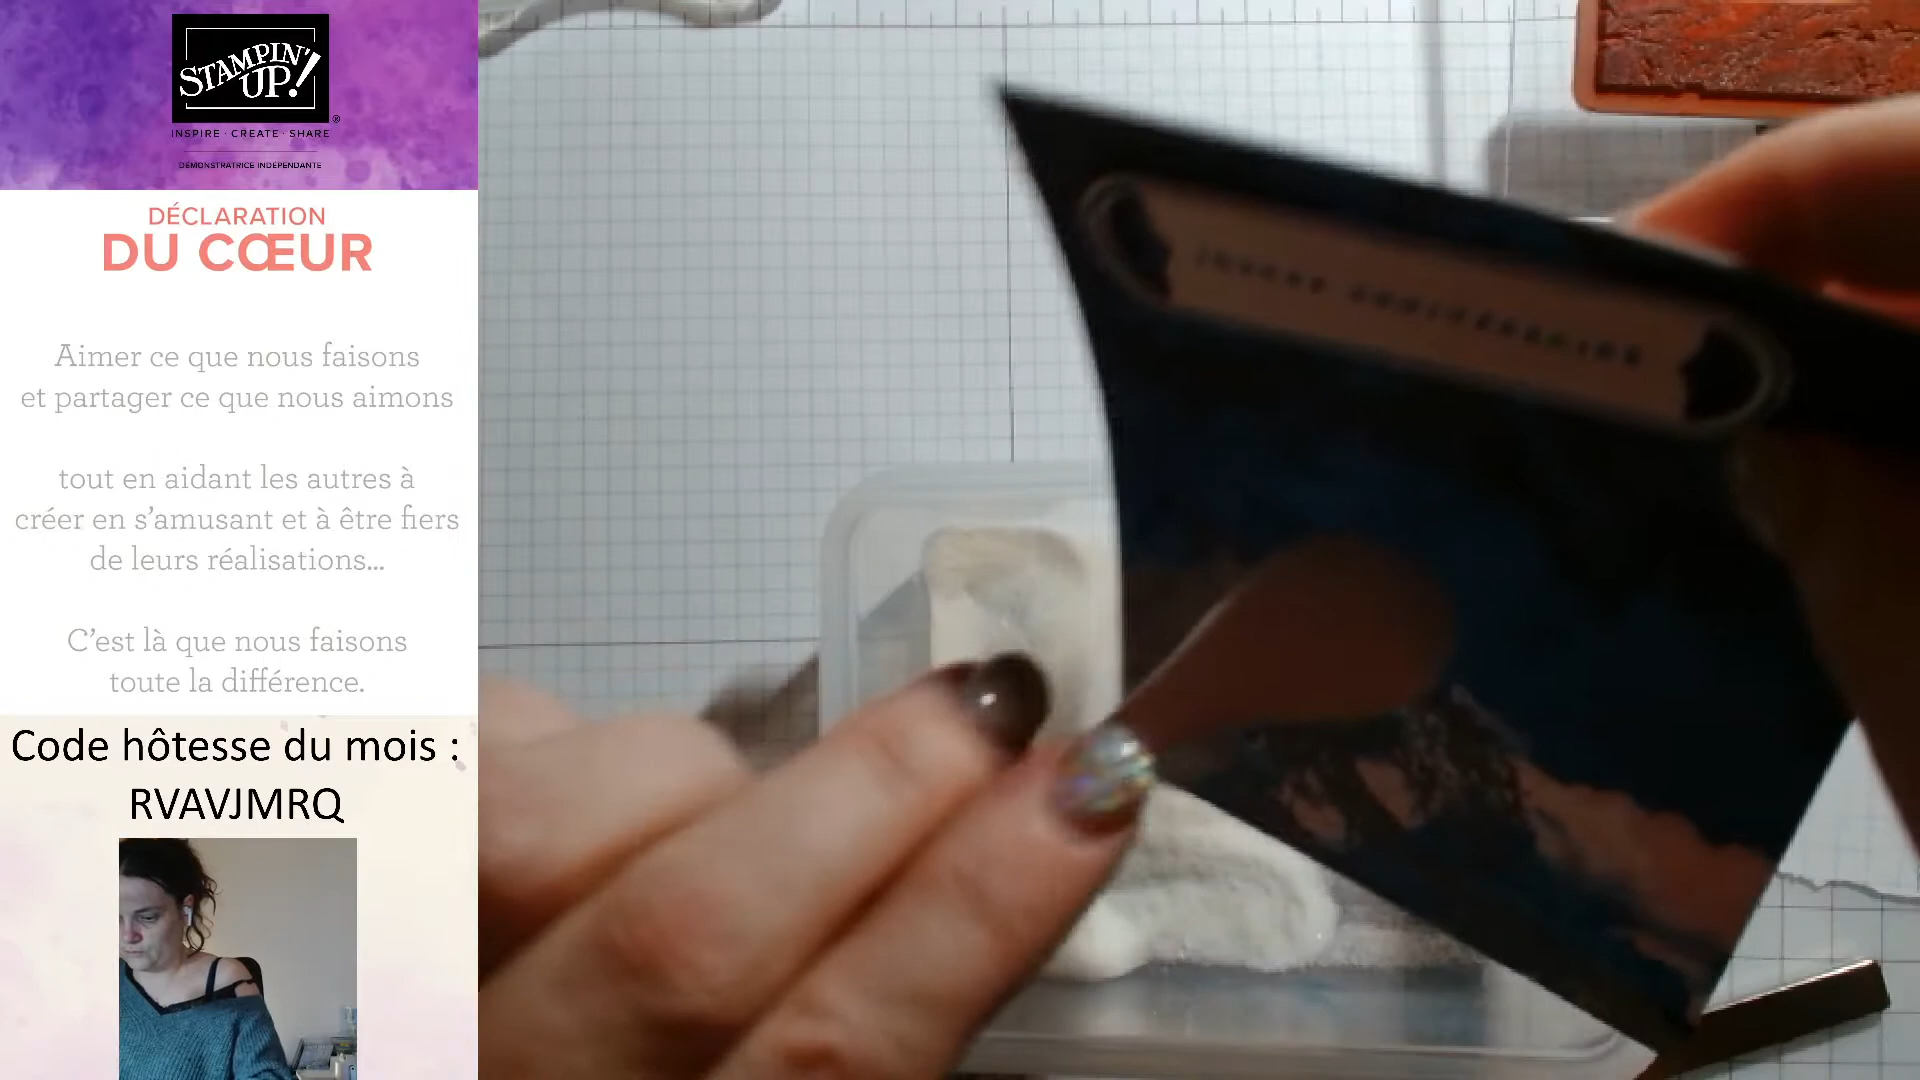 STAMPIN' UP!®
INSPIRE · CREATE · SHARE
DÉMONSTRATRICE INDÉPENDANTE
DÉCLARATION
DU CŒUR
Aimer ce que nous faisons
et partager ce que nous aimons
tout en aidant les autres à
créer en s’amusant et à être fiers
de leurs réalisations...
C’est là que nous faisons
toute la différence.
Code hôtesse du mois :
RVAVJMRQ